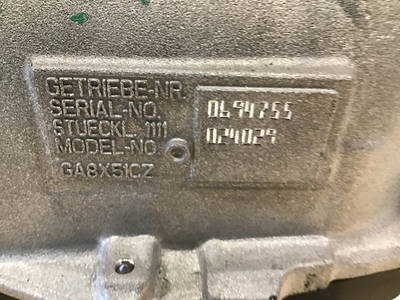 GETRIEBE-NR.
SERIAL-NO. 0694755
STUECKL. 1111
MODEL-NO. 024029
GA8X51CZ